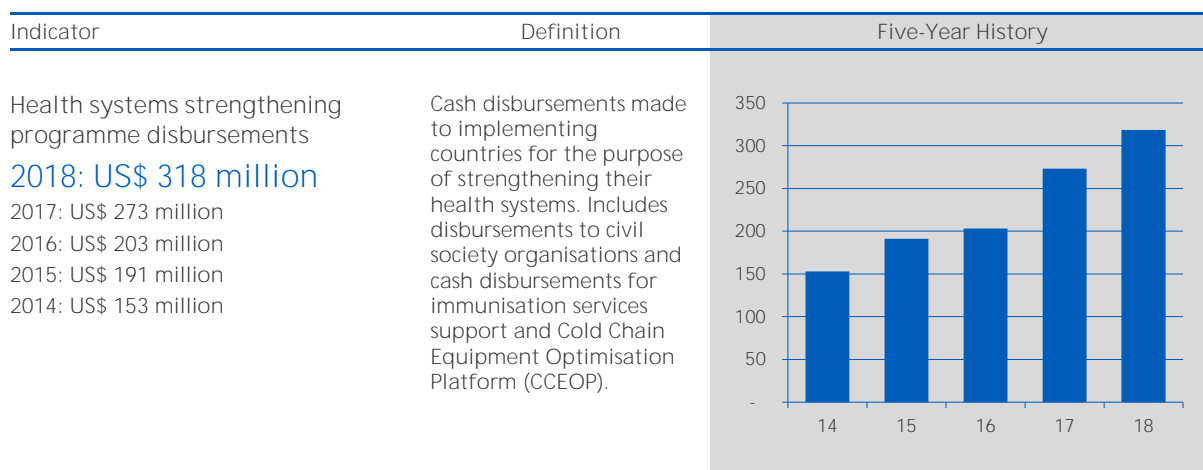 Indicator
Definition
Five-Year History
Health systems strengthening
programme disbursements
2018: US$ 318 million
2017: US$ 273 million
2016: US$ 203 million
2015: US$ 191 million
2014: US$ 153 million
Cash disbursements made
to implementing
countries for the purpose
of strengthening their
health systems. Includes
disbursements to civil
society organisations and
cash disbursements for
immunisation services
support and Cold Chain
Equipment Optimisation
Platform (CCEOP).
350
300
250
200
150
100
50
-
14 15 16 17 18